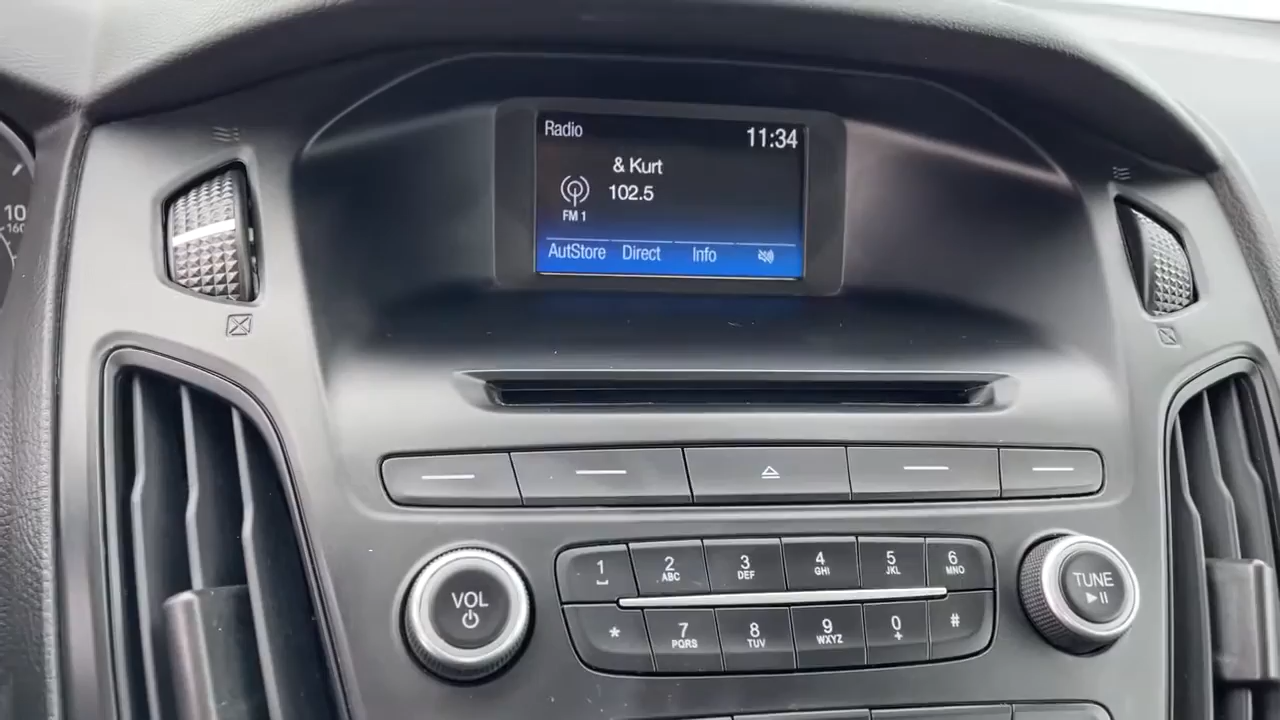 Radio 11:34
& Kurt
102.5
FM 1
AutStore Direct Info
10
160
VOL
1 2 ABC 3 DEF 4 GHI 5 JKL 6 MNO
* 7 PQRS 8 TUV 9 WXYZ 0 + #
TUNE